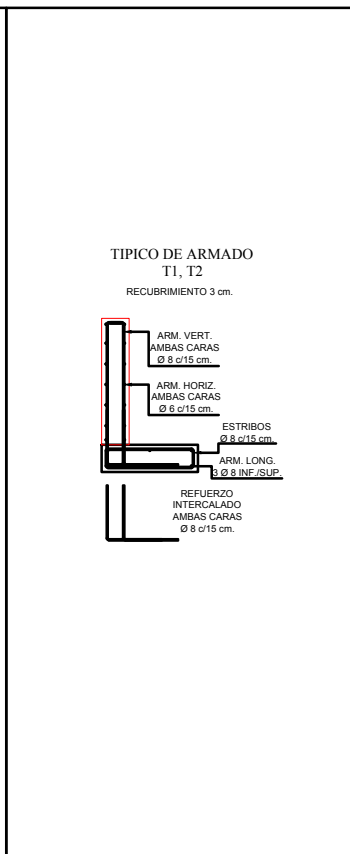 TIPICO DE ARMADO
T1, T2
RECUBRIMIENTO 3 cm.
ARM. VERT.
AMBAS CARAS
Ø 8 c/15 cm.
ARM. HORIZ.
AMBAS CARAS
Ø 6 c/15 cm.
ESTRIBOS
Ø 8 c/15 cm.
ARM. LONG.
3 Ø 8 INF./SUP.
REFUERZO
INTERCALADO
AMBAS CARAS
Ø 8 c/15 cm.